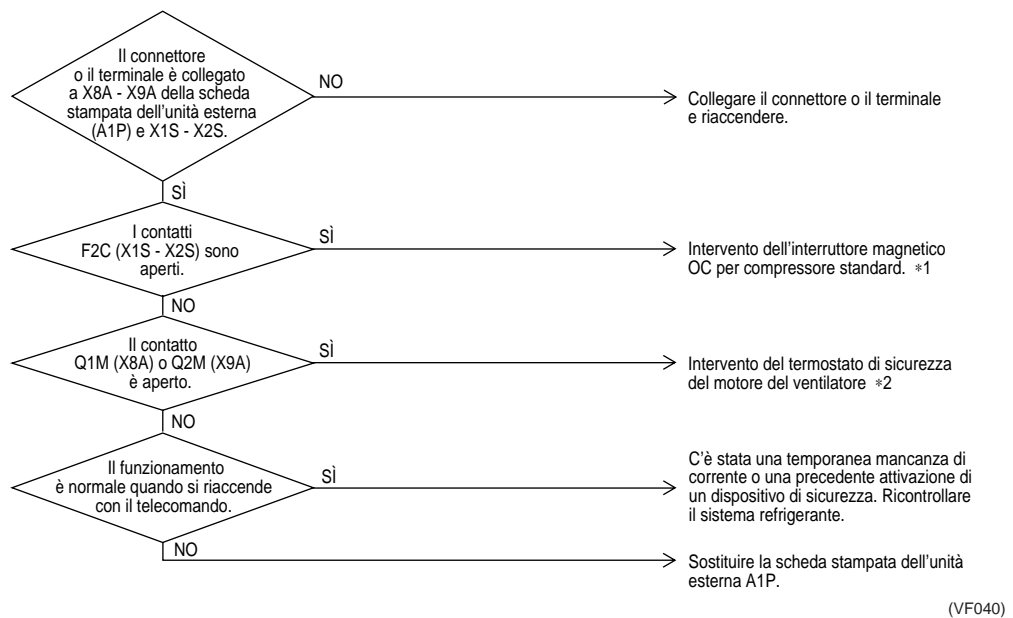 Il connettore
o il terminale è collegato
a X8A - X9A della scheda
stampata dell'unità esterna
(A1P) e X1S - X2S.
NO
Collegare il connettore o il terminale
e riaccendere.
SÌ
I contatti
F2C (X1S - X2S) sono
aperti.
SÌ
Intervento dell'interruttore magnetico
OC per compressore standard. *1
NO
Il contatto
Q1M (X8A) o Q2M (X9A)
è aperto.
SÌ
Intervento del termostato di sicurezza
del motore del ventilatore *2
NO
Il funzionamento
è normale quando si riaccende
con il telecomando.
SÌ
C'è stata una temporanea mancanza di
corrente o una precedente attivazione di
un dispositivo di sicurezza. Ricontrollare
il sistema refrigerante.
NO
Sostituire la scheda stampata dell'unità
esterna A1P.
(VF040)